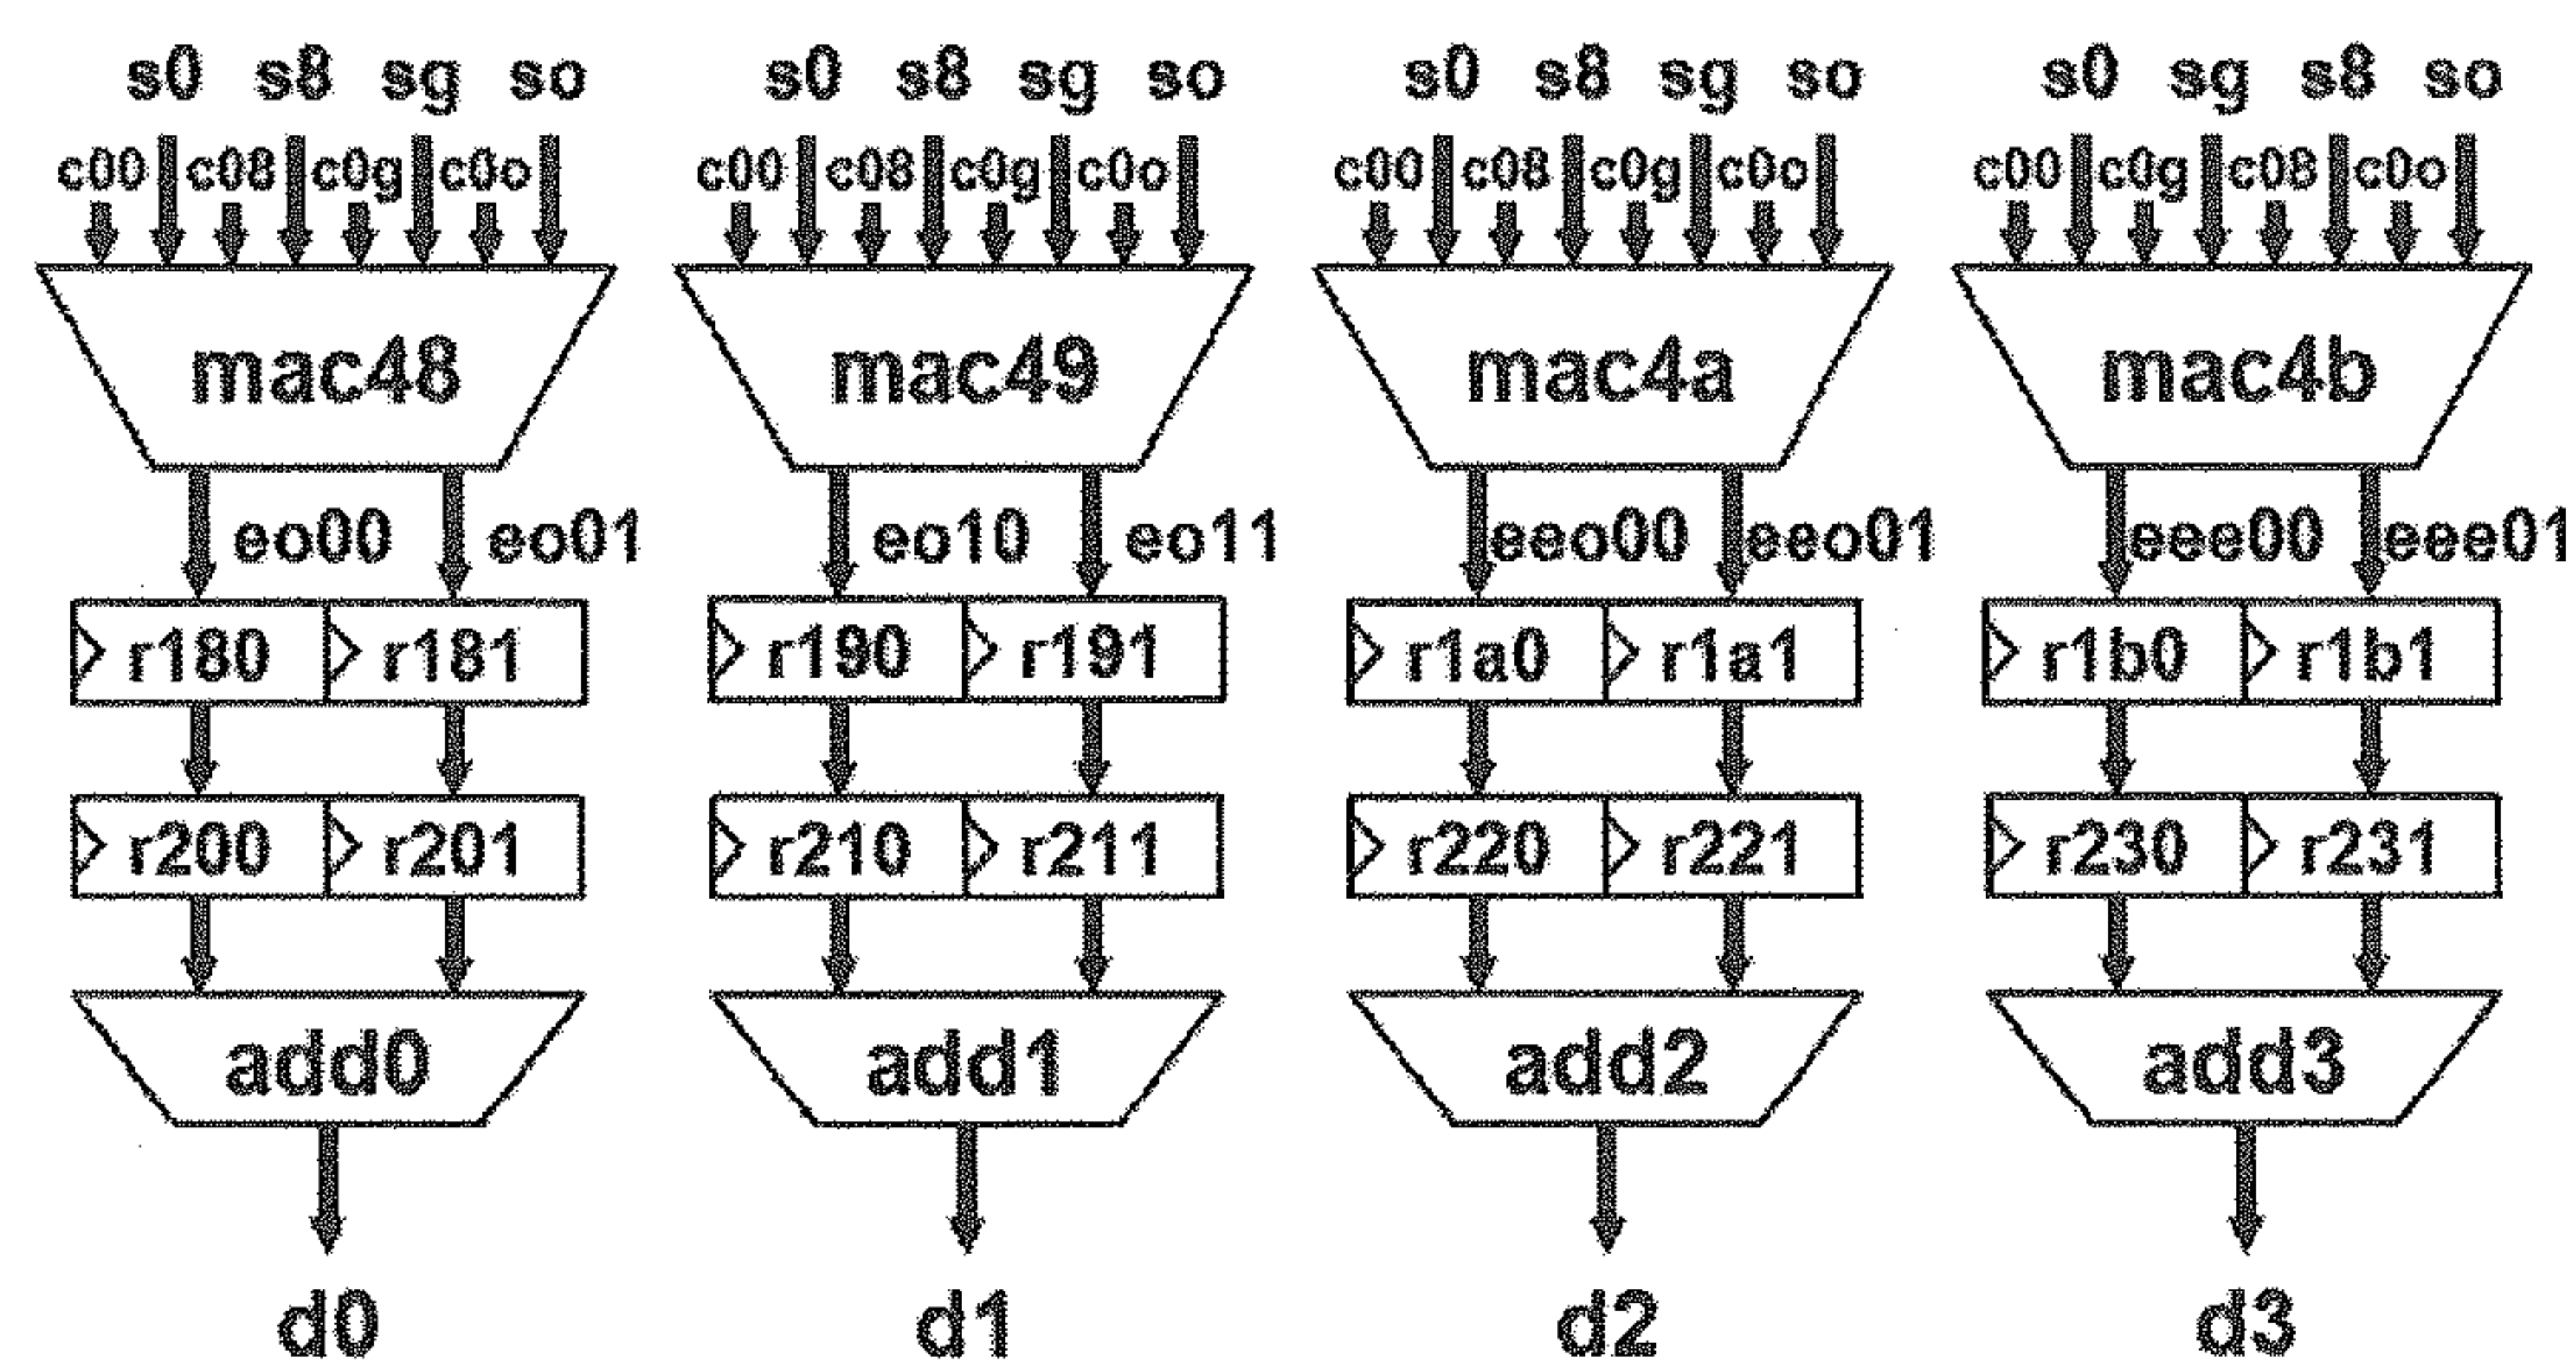 s0 s8 sg so s0 s8 sg so s0 s8 sg so s0 sg s8 so
c00 c08 c0g c0o c00 c08 c0g c0o c00 c08 c0g c0o c00 c0g c08 c0o
mac48 mac49 mac4a mac4b
eo00 eo01 eo10 eo11 eeo00 eeo01 eee00 eee01
r180 r181 r190 r191 r1a0 r1a1 r1b0 r1b1
r200 r201 r210 r211 r220 r221 r230 r231
add0 add1 add2 add3
d0 d1 d2 d3